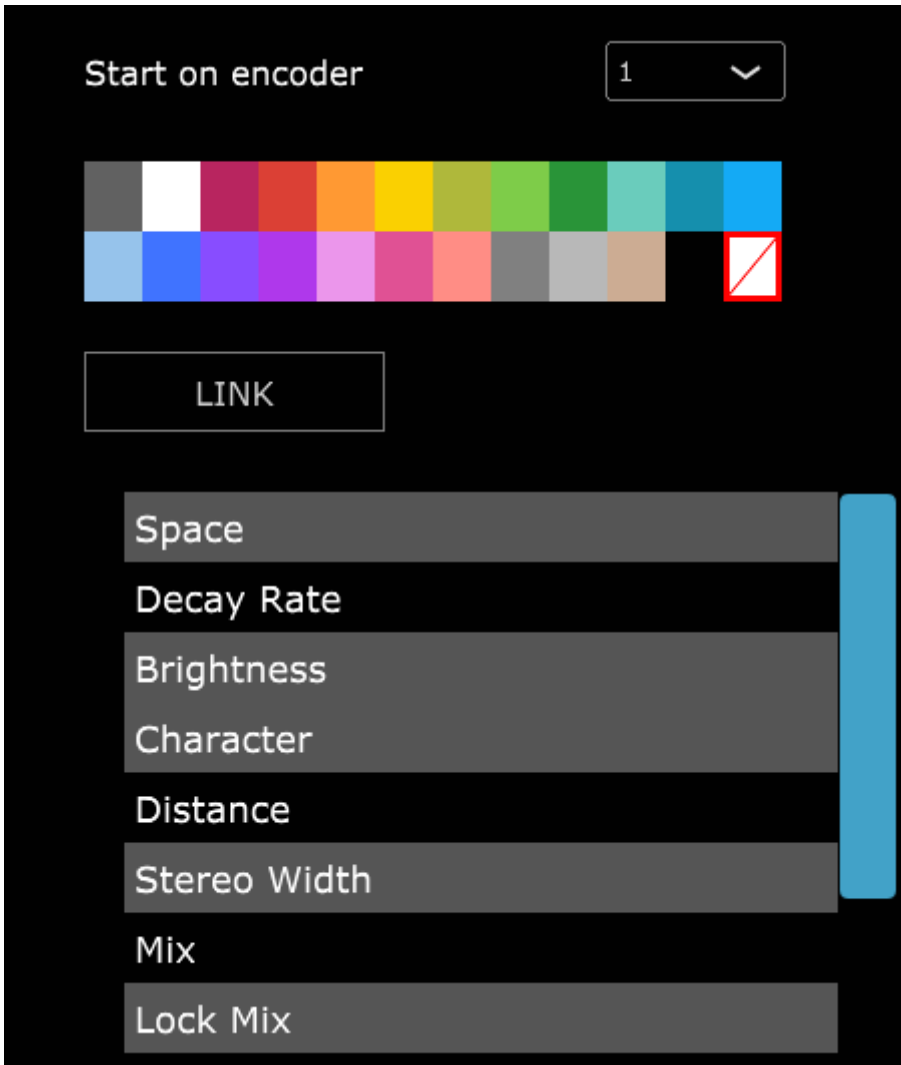 Start on encoder
1
LINK
Space
Decay Rate
Brightness
Character
Distance
Stereo Width
Mix
Lock Mix